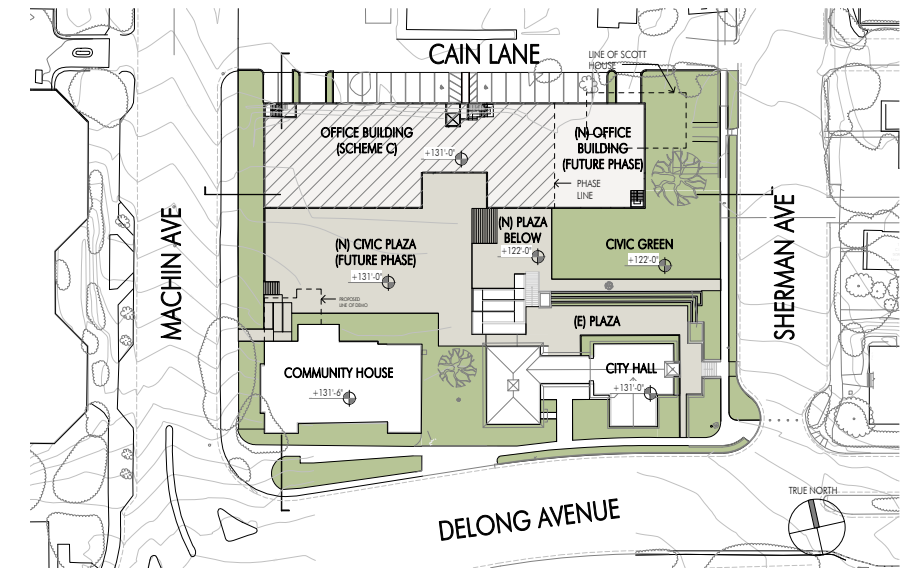 CAIN LANE
LINE OF SCOTT
HOUSE
OFFICE BUILDING
(SCHEME C)
+131'-0"
(N) OFFICE
BUILDING
(FUTURE PHASE)
PHASE
LINE
MACHIN AVE
SHERMAN AVE
(N) CIVIC PLAZA
(FUTURE PHASE)
+131'-0"
(N) PLAZA
BELOW
+122'-0"
CIVIC GREEN
+122'-0"
PROPOSED
LINE OF DEMO
(E) PLAZA
COMMUNITY HOUSE
+131'-6"
CITY HALL
+131'-0"
DELONG AVENUE
TRUE NORTH